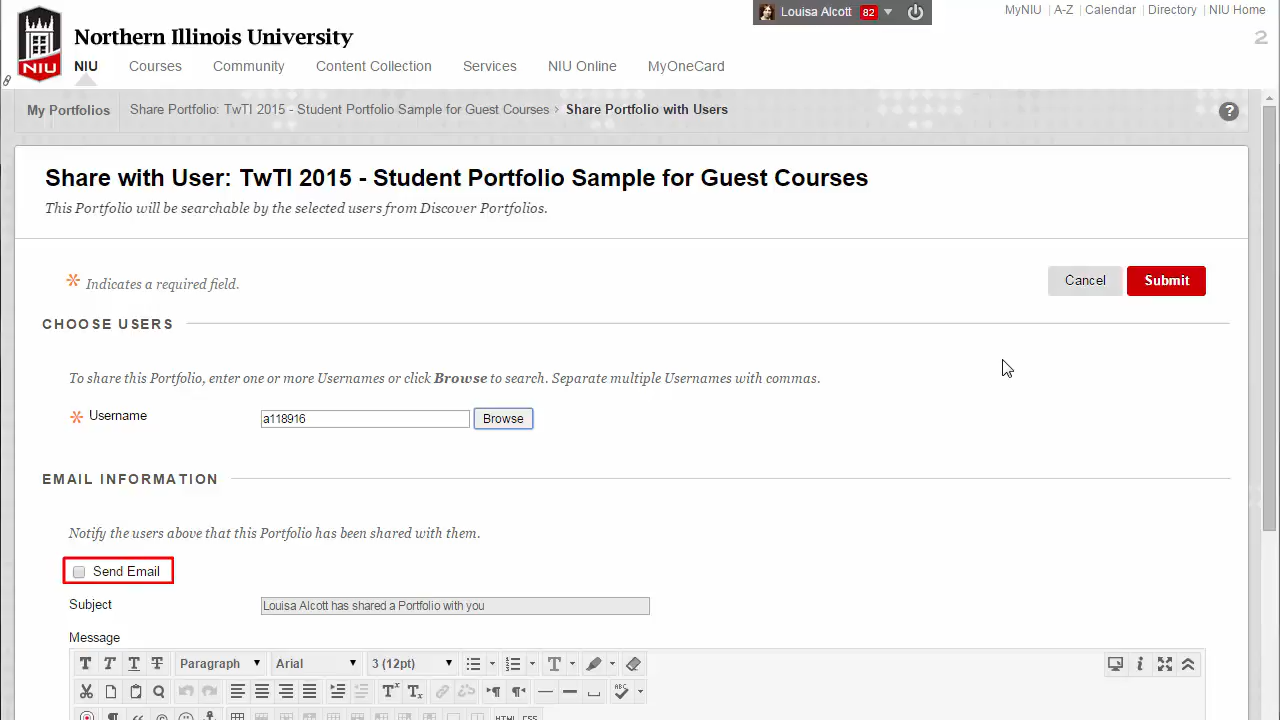 Louisa Alcott 82
MyNIU A-Z Calendar Directory NIU Home
2
NIU
Northern Illinois University
NIU Courses Community Content Collection Services NIU Online MyOneCard
My Portfolios Share Portfolio: TwTI 2015 - Student Portfolio Sample for Guest Courses › Share Portfolio with Users ?
Share with User: TwTI 2015 - Student Portfolio Sample for Guest Courses
This Portfolio will be searchable by the selected users from Discover Portfolios.
* Indicates a required field.
Cancel Submit
CHOOSE USERS
To share this Portfolio, enter one or more Usernames or click Browse to search. Separate multiple Usernames with commas.
* Username a118916 Browse
EMAIL INFORMATION
Notify the users above that this Portfolio has been shared with them.
Send Email
Subject Louisa Alcott has shared a Portfolio with you
Message
T T T T Paragraph Arial 3 (12pt) T i
T T ABC
HTML CSS